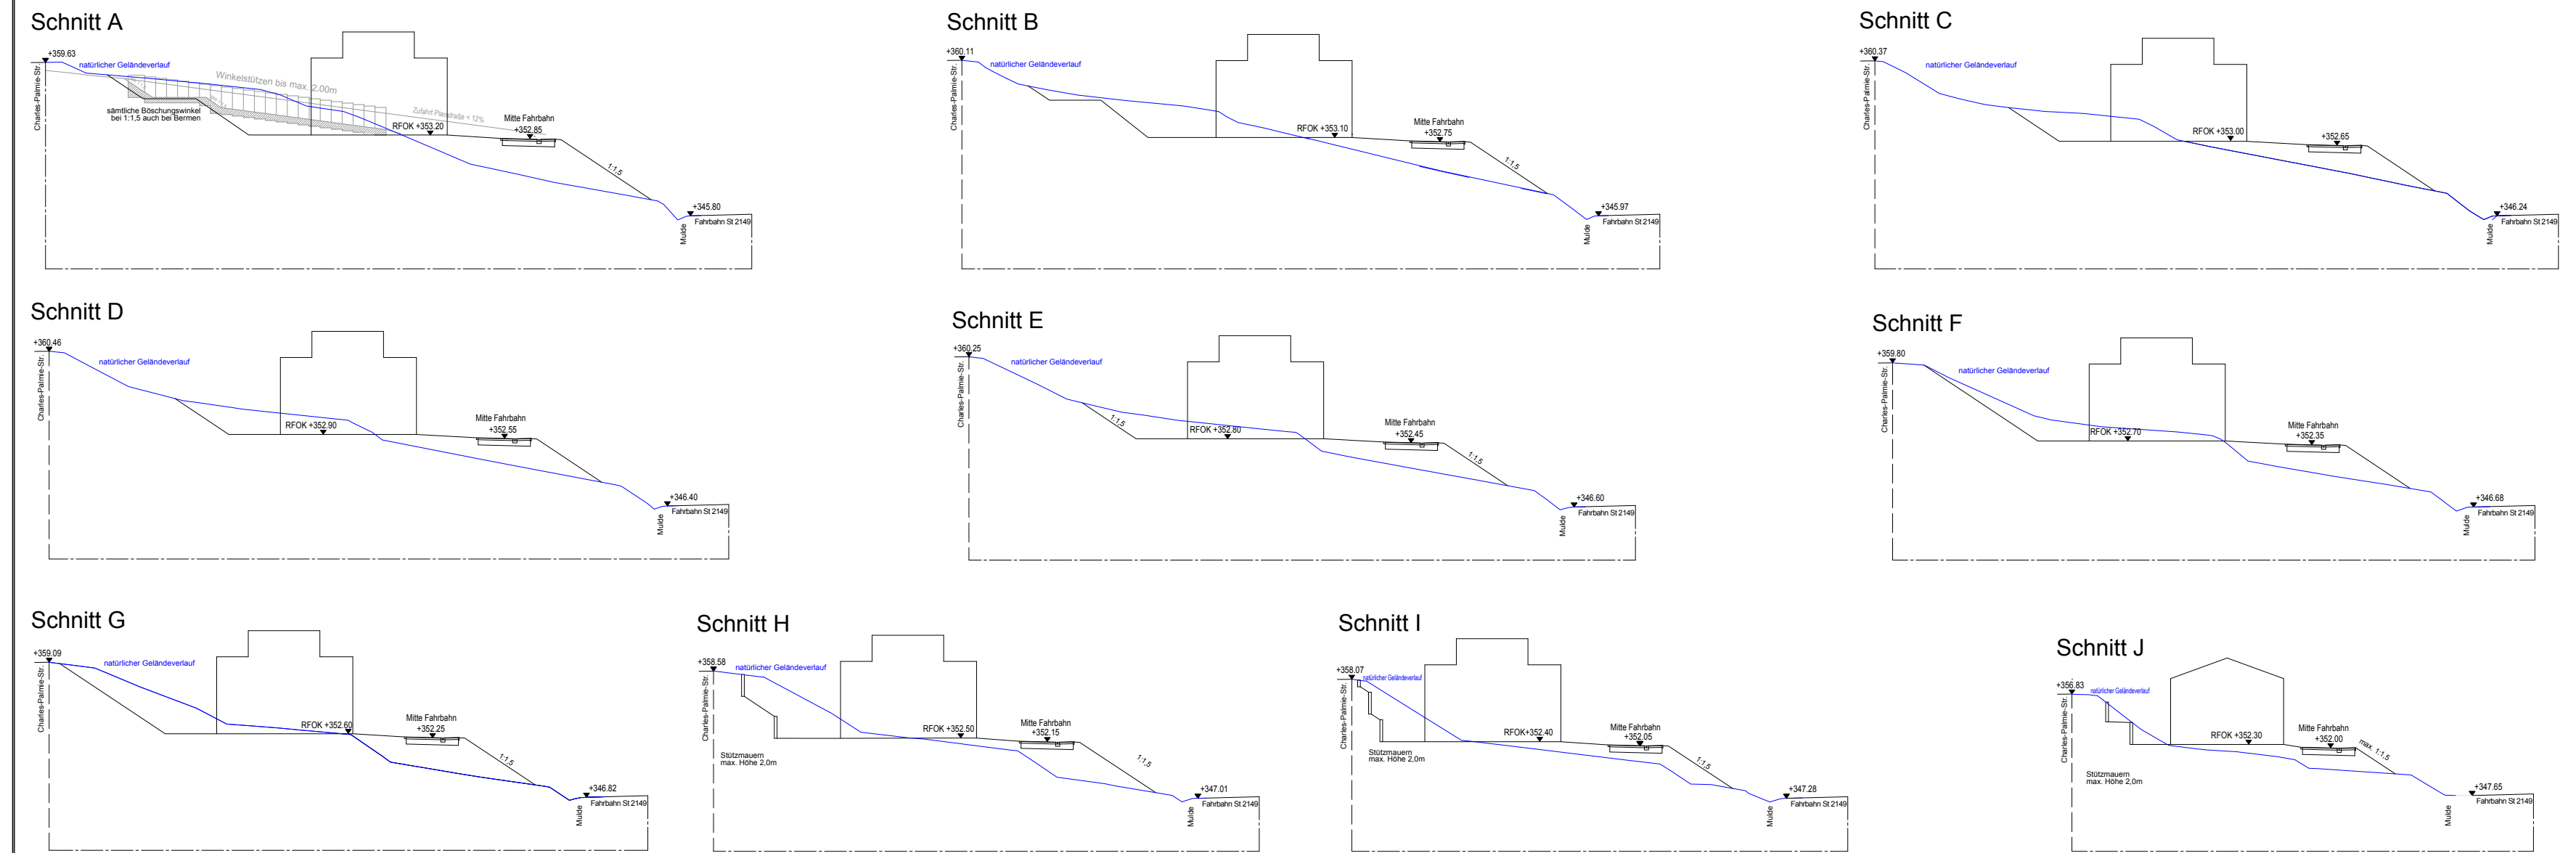 Schnitt A
+359.63
natürlicher Geländeverlauf
Charles-Palmie-Str.
Winkelstützen bis max. 2.00m
sämtliche Böschungswinkel
bei 1:1,5 auch bei Bermen
Zufahrt Planstraße < 12%
RFOK +353.20
Mitte Fahrbahn
+352.85
1:1,5
+345.80
Fahrbahn St 2149
Mulde
Schnitt B
+360.11
natürlicher Geländeverlauf
Charles-Palmie-Str.
RFOK +353.10
Mitte Fahrbahn
+352.75
1:1,5
+345.97
Fahrbahn St 2149
Mulde
Schnitt C
+360.37
natürlicher Geländeverlauf
Charles-Palmie-Str.
RFOK +353.00
+352.65
+346.24
Fahrbahn St 2149
Mulde
Schnitt D
+360.46
natürlicher Geländeverlauf
Charles-Palmie-Str.
RFOK +352.90
Mitte Fahrbahn
+352.55
+346.40
Fahrbahn St 2149
Mulde
Schnitt E
+360.25
natürlicher Geländeverlauf
Charles-Palmie-Str.
1:1,5
RFOK +352.80
Mitte Fahrbahn
+352.45
1:1,5
+346.60
Fahrbahn St 2149
Mulde
Schnitt F
+359.80
natürlicher Geländeverlauf
Charles-Palmie-Str.
RFOK +352.70
Mitte Fahrbahn
+352.35
+346.68
Fahrbahn St 2149
Mulde
Schnitt G
+359.09
natürlicher Geländeverlauf
Charles-Palmie-Str.
RFOK +352.60
Mitte Fahrbahn
+352.25
1:1,5
+346.82
Fahrbahn St 2149
Mulde
Schnitt H
+358.58
natürlicher Geländeverlauf
Charles-Palmie-Str.
Stützmauern
max. Höhe 2,0m
RFOK +352.50
Mitte Fahrbahn
+352.15
1:1,5
+347.01
Fahrbahn St 2149
Mulde
Schnitt I
+358.07
natürlicher Geländeverlauf
Charles-Palmie-Str.
Stützmauern
max. Höhe 2,0m
RFOK+352.40
Mitte Fahrbahn
+352.05
1:1,5
+347.28
Fahrbahn St 2149
Mulde
Schnitt J
+356.83
natürlicher Geländeverlauf
Charles-Palmie-Str.
Stützmauern
max. Höhe 2,0m
RFOK +352.30
Mitte Fahrbahn
+352.00
max. 1:1,5
+347.65
Fahrbahn St 2149
Mulde